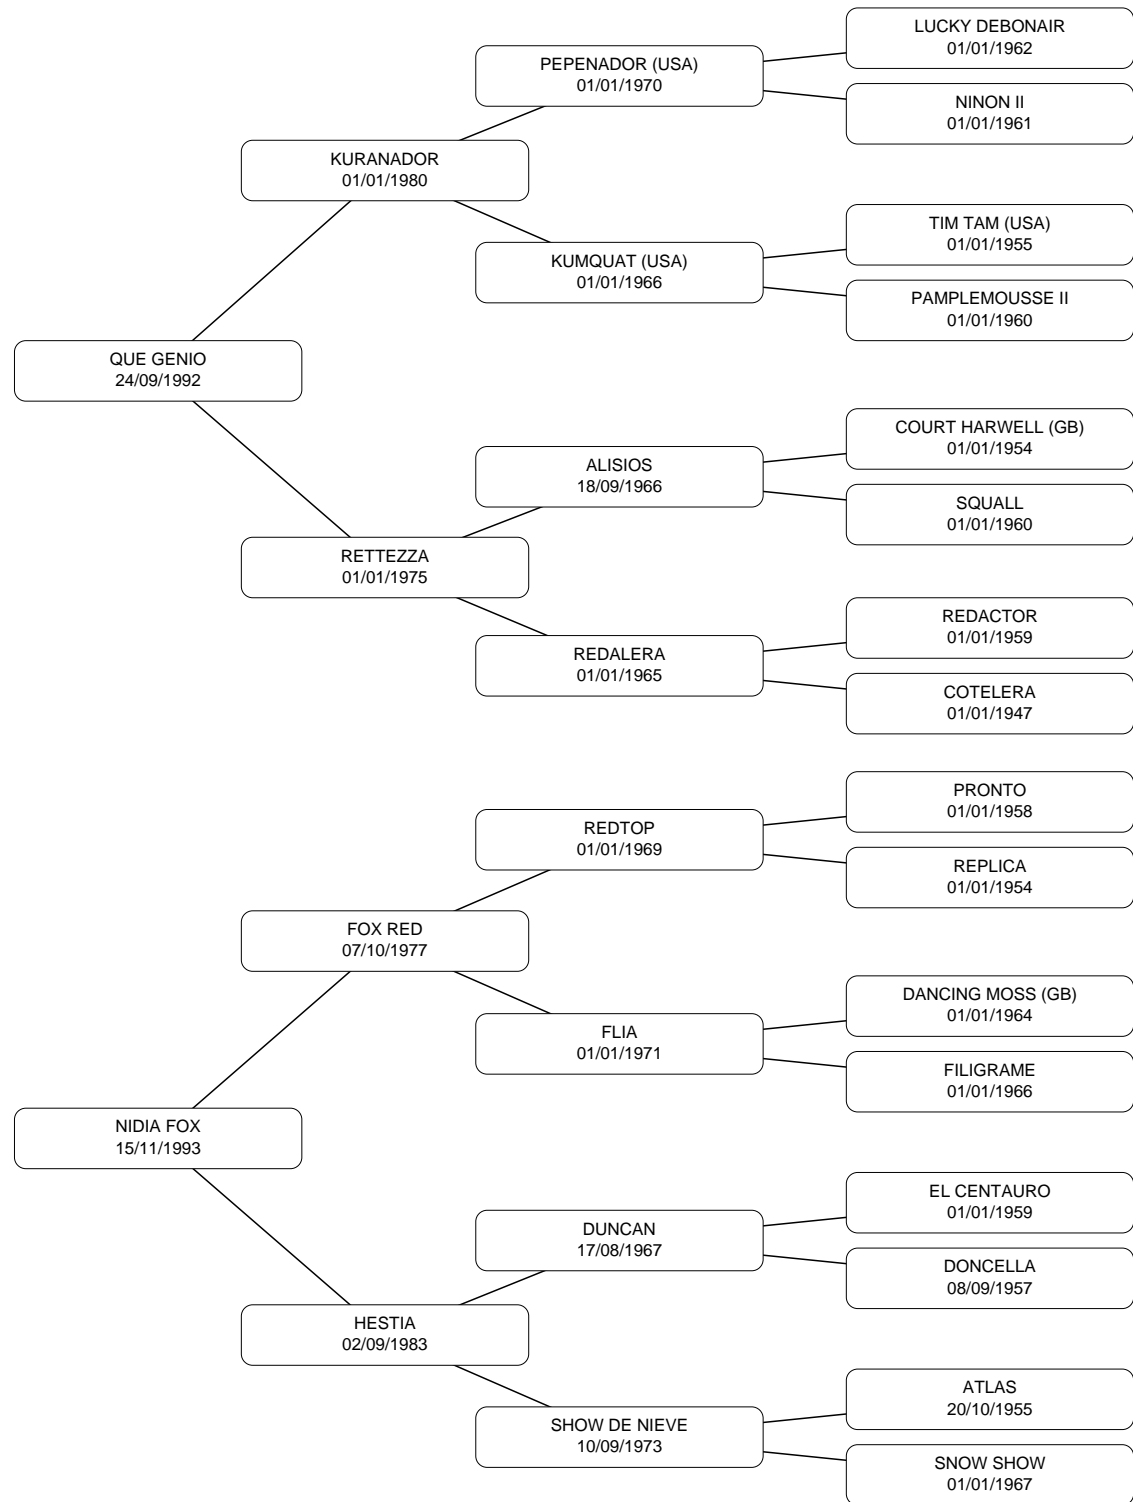 LUCKY DEBONAIR
01/01/1962
PEPENADOR (USA)
01/01/1970
NINON II
01/01/1961
KURANADOR
01/01/1980
TIM TAM (USA)
01/01/1955
KUMQUAT (USA)
01/01/1966
PAMPLEMOUSSE II
01/01/1960
QUE GENIO
24/09/1992
COURT HARWELL (GB)
01/01/1954
ALISIOS
18/09/1966
SQUALL
01/01/1960
RETTEZZA
01/01/1975
REDACTOR
01/01/1959
REDALERA
01/01/1965
COTELERA
01/01/1947
PRONTO
01/01/1958
REDTOP
01/01/1969
REPLICA
01/01/1954
FOX RED
07/10/1977
DANCING MOSS (GB)
01/01/1964
FLIA
01/01/1971
FILIGRAME
01/01/1966
NIDIA FOX
15/11/1993
EL CENTAURO
01/01/1959
DUNCAN
17/08/1967
DONCELLA
08/09/1957
HESTIA
02/09/1983
ATLAS
20/10/1955
SHOW DE NIEVE
10/09/1973
SNOW SHOW
01/01/1967